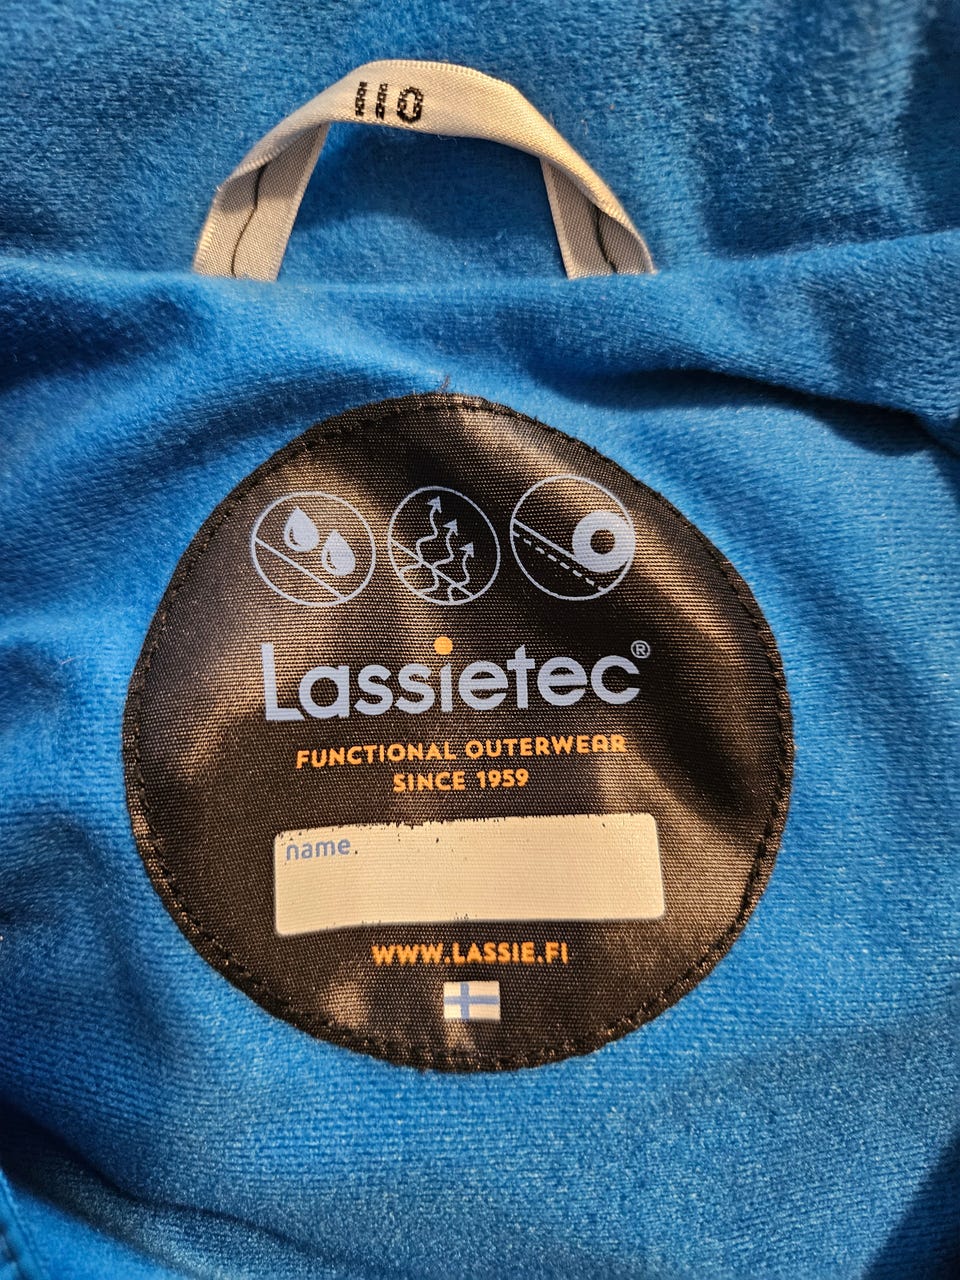 110
Lassietec®
FUNCTIONAL OUTERWEAR
SINCE 1959
name
WWW.LASSIE.FI